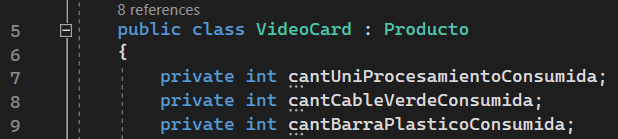 8 references
5 public class VideoCard : Producto
6 {
7 private int cantUniProcesamientoConsumida;
8 private int cantCableVerdeConsumida;
9 private int cantBarraPlasticoConsumida;